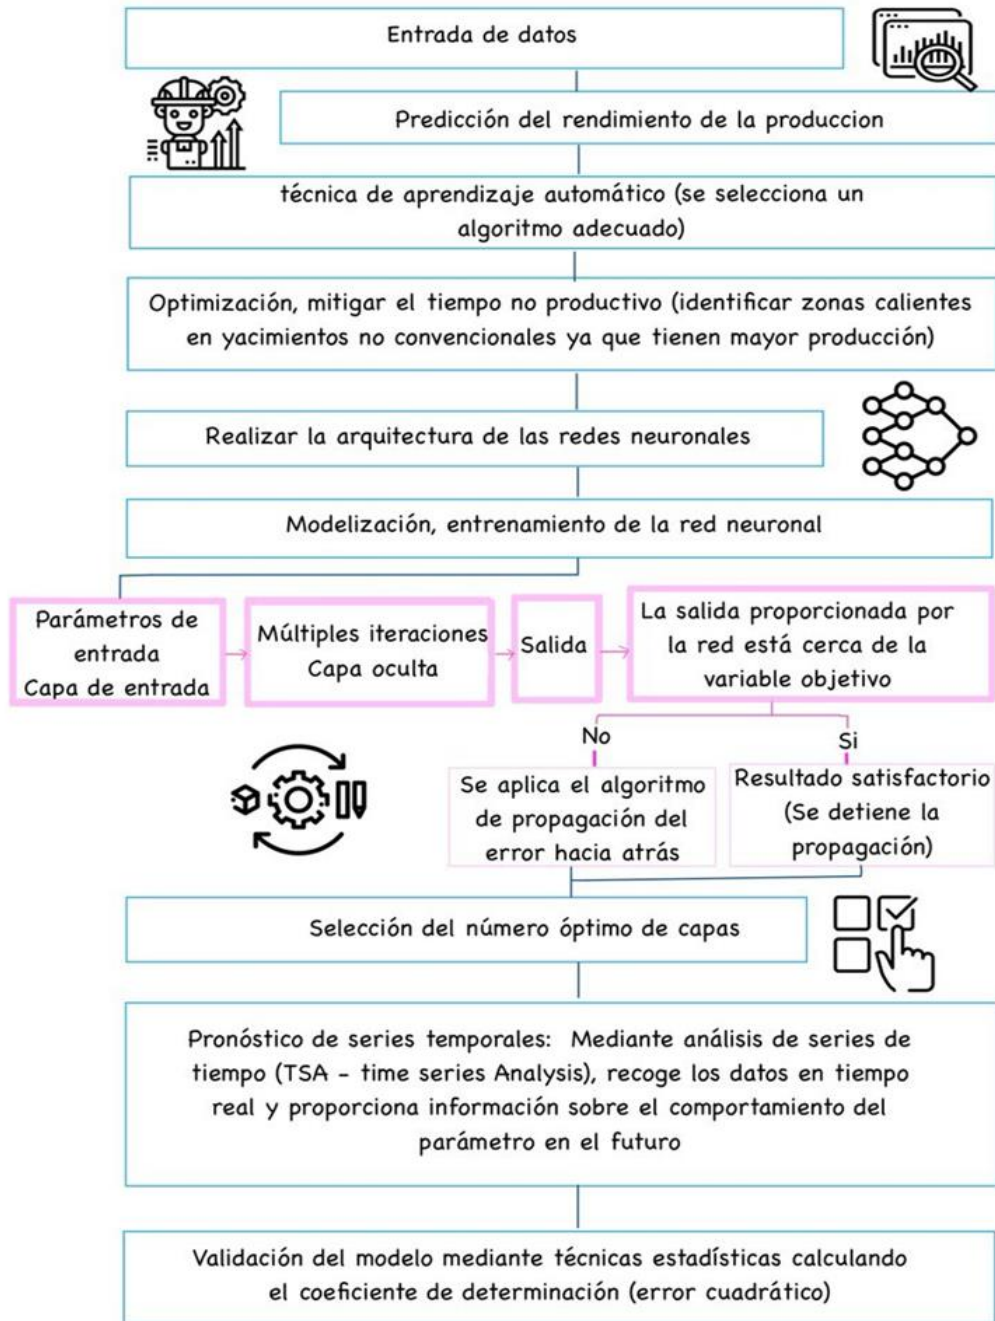 Entrada de datos
Predicción del rendimiento de la produccion
técnica de aprendizaje automático (se selecciona un
algoritmo adecuado)
Optimización, mitigar el tiempo no productivo (identificar zonas calientes
en yacimientos no convencionales ya que tienen mayor producción)
Realizar la arquitectura de las redes neuronales
Modelización, entrenamiento de la red neuronal
Parámetros de
entrada
Capa de entrada
Múltiples iteraciones
Capa oculta
Salida
La salida proporcionada por
la red está cerca de la
variable objetivo
No
Si
Se aplica el algoritmo
de propagación del
error hacia atrás
Resultado satisfactorio
(Se detiene la
propagación)
Selección del número óptimo de capas
Pronóstico de series temporales: Mediante análisis de series de
tiempo (TSA - time series Analysis), recoge los datos en tiempo
real y proporciona información sobre el comportamiento del
parámetro en el futuro
Validación del modelo mediante técnicas estadísticas calculando
el coeficiente de determinación (error cuadrático)